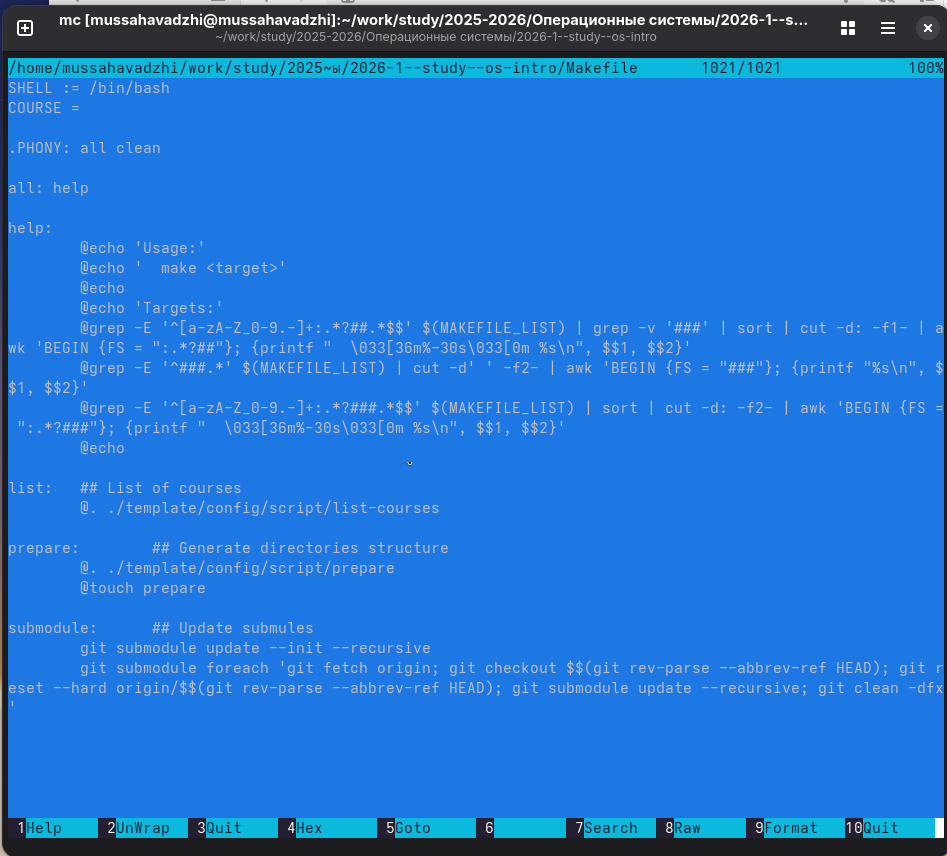 mc [mussahavadzhi@mussahavadzhi]:~/work/study/2025-2026/Операционные системы/2026-1--s...
~/work/study/2025-2026/Операционные системы/2026-1--study--os-intro
/home/mussahavadzhi/work/study/2025~ы/2026-1--study--os-intro/Makefile 1021/1021 100%
SHELL := /bin/bash
COURSE =
.PHONY: all clean
all: help
help:
@echo 'Usage:'
@echo '  make <target>'
@echo
@echo 'Targets:'
@grep -E '^[a-zA-Z_0-9.-]+:.*?##.*$$' $(MAKEFILE_LIST) | grep -v '###' | sort | cut -d: -f1- | a
wk 'BEGIN {FS = ":.*?##"}; {printf "  \033[36m%-30s\033[0m %s\n", $$1, $$2}'
@grep -E '^###.*' $(MAKEFILE_LIST) | cut -d' ' -f2- | awk 'BEGIN {FS = "###"}; {printf "%s\n", $
$1, $$2}'
@grep -E '^[a-zA-Z_0-9.-]+:.*?###.*$$' $(MAKEFILE_LIST) | sort | cut -d: -f2- | awk 'BEGIN {FS =
":.*?###"}; {printf "  \033[36m%-30s\033[0m %s\n", $$1, $$2}'
@echo
list: ## List of courses
@. ./template/config/script/list-courses
prepare: ## Generate directories structure
@. ./template/config/script/prepare
@touch prepare
submodule: ## Update submules
git submodule update --init --recursive
git submodule foreach 'git fetch origin; git checkout $$(git rev-parse --abbrev-ref HEAD); git r
eset --hard origin/$$(git rev-parse --abbrev-ref HEAD); git submodule update --recursive; git clean -dfx
'
1Help 2UnWrap 3Quit 4Hex 5Goto 6 7Search 8Raw 9Format 10Quit